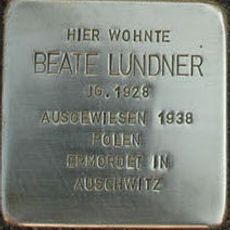 HIER WOHNTE
BEATE LUNDNER
JG. 1928
AUSGEWIESEN 1938
POLEN
ERMORDET IN
AUSCHWITZ